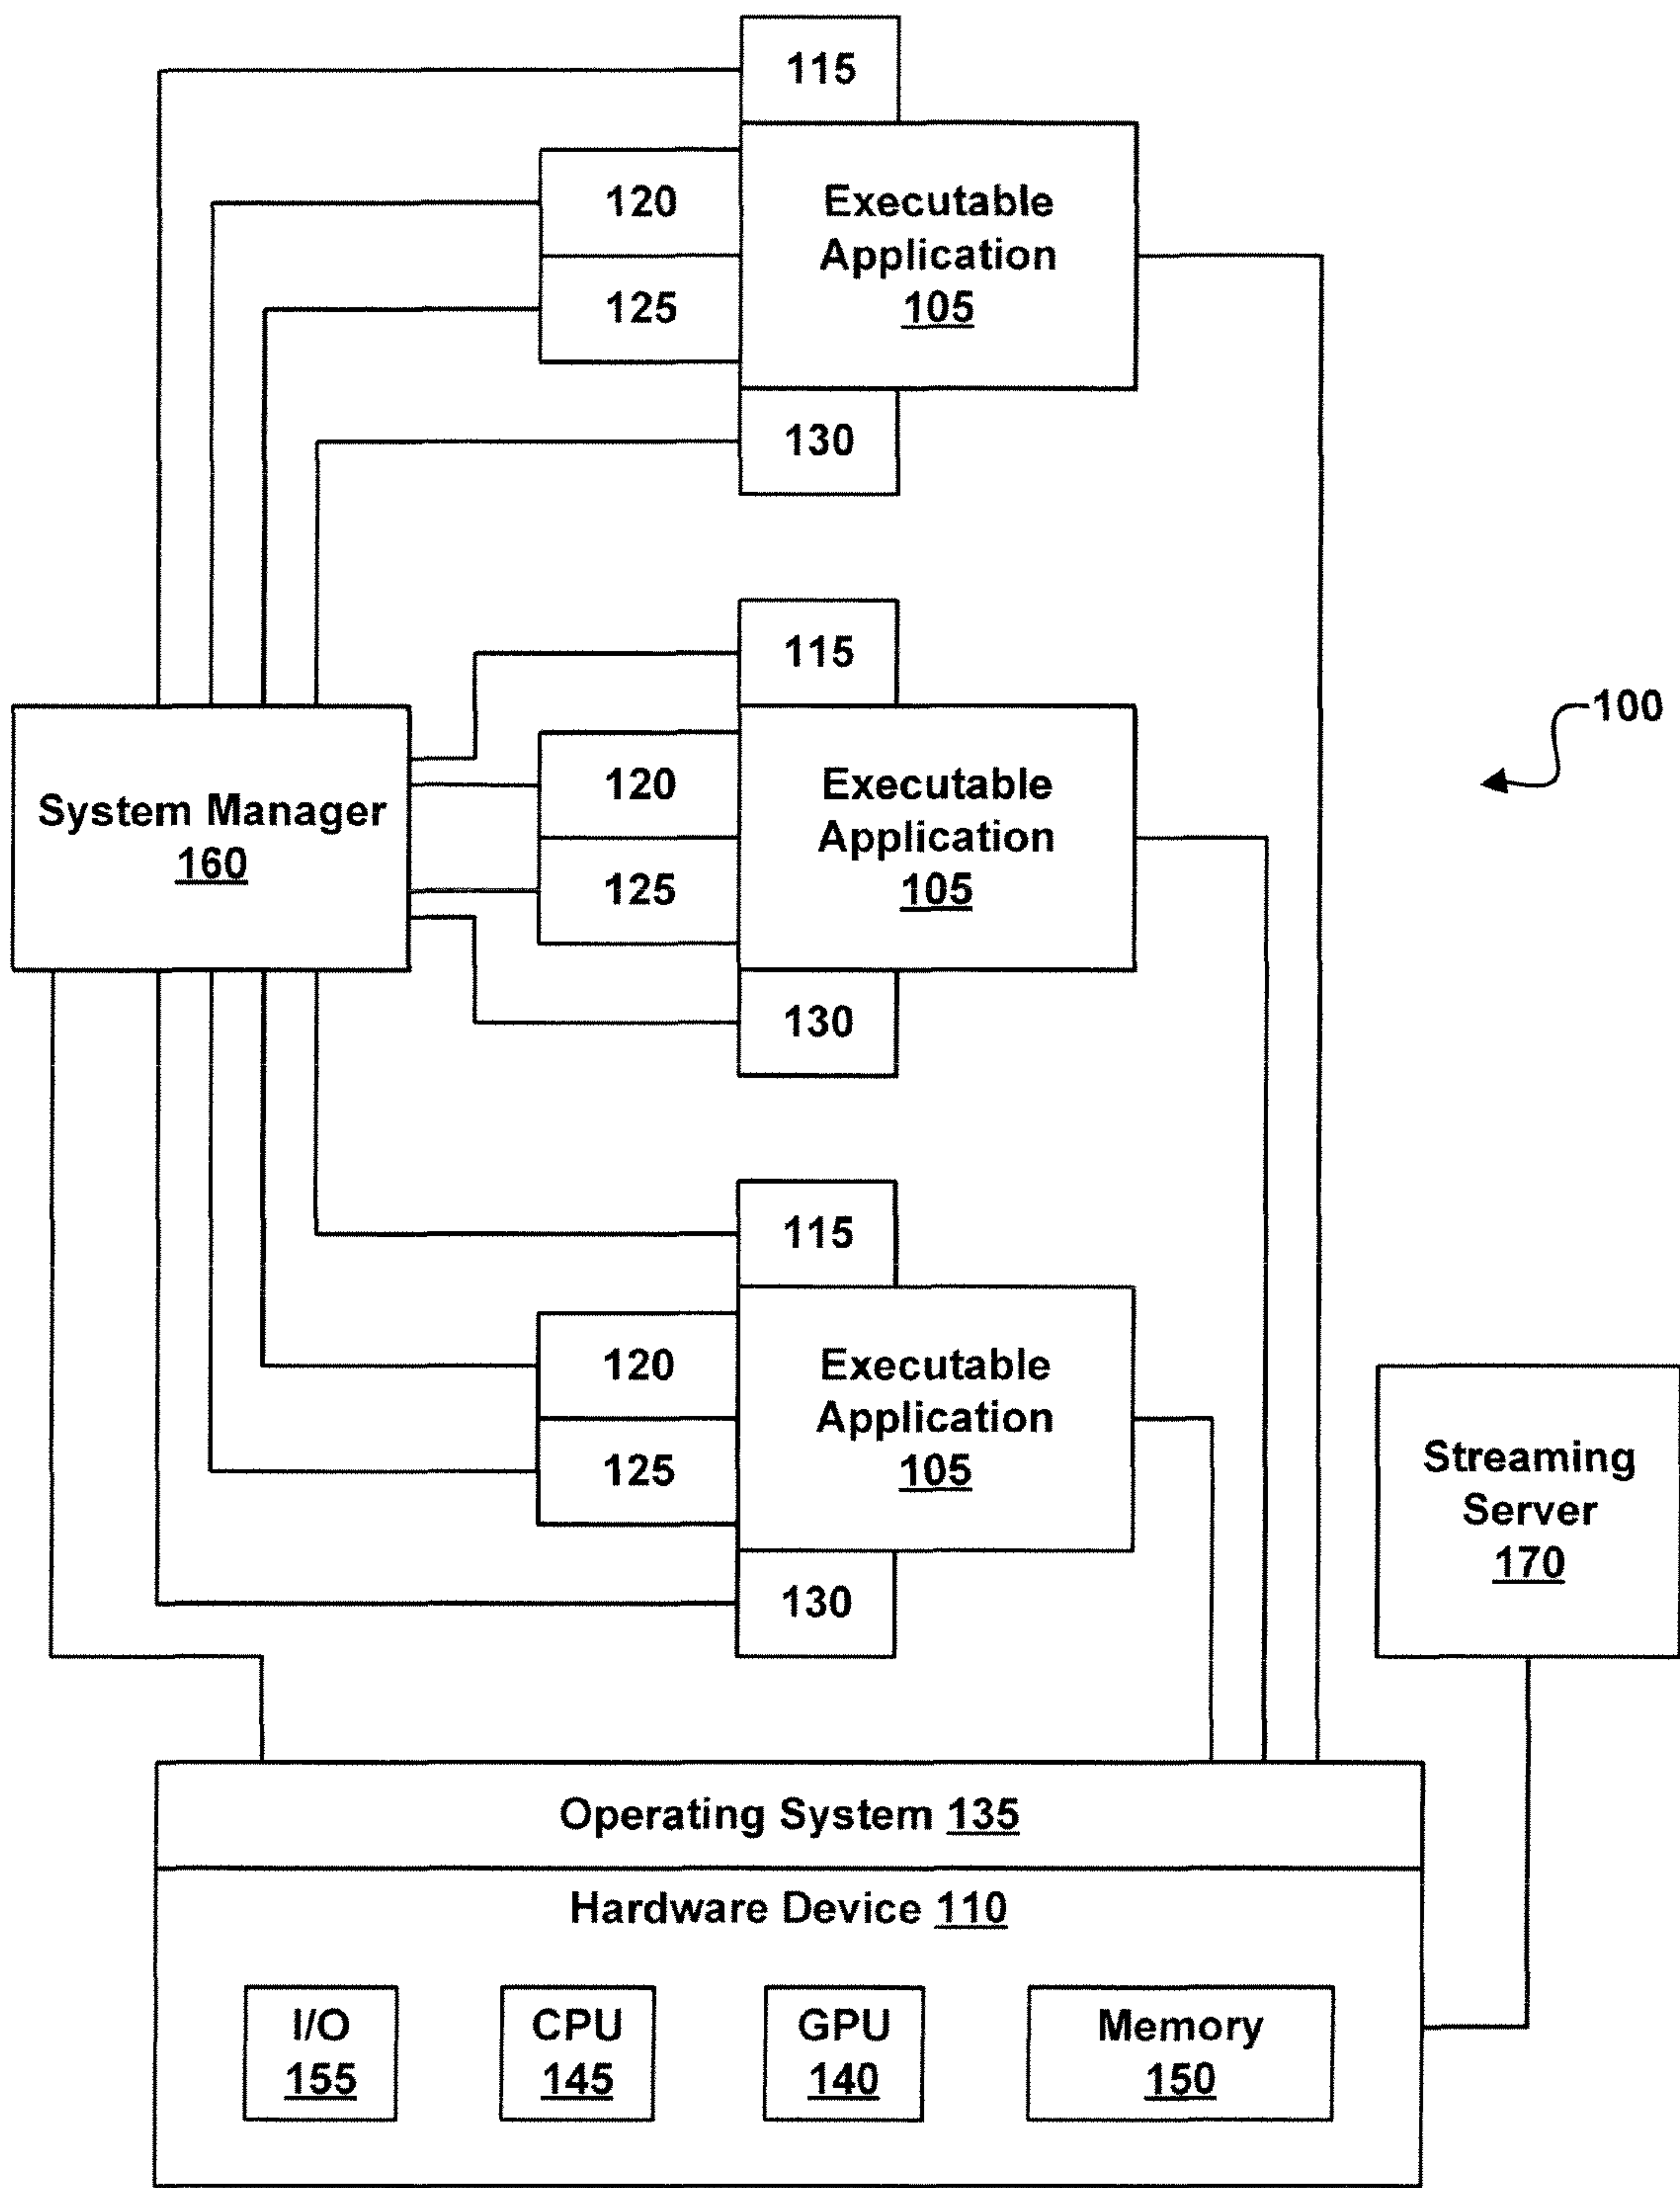 115
120
Executable
Application
105
125
130
115
100
System Manager
160
120
Executable
Application
105
125
130
115
120
Executable
Application
105
125
130
Streaming
Server
170
Operating System 135
Hardware Device 110
I/O
155
CPU
145
GPU
140
Memory
150